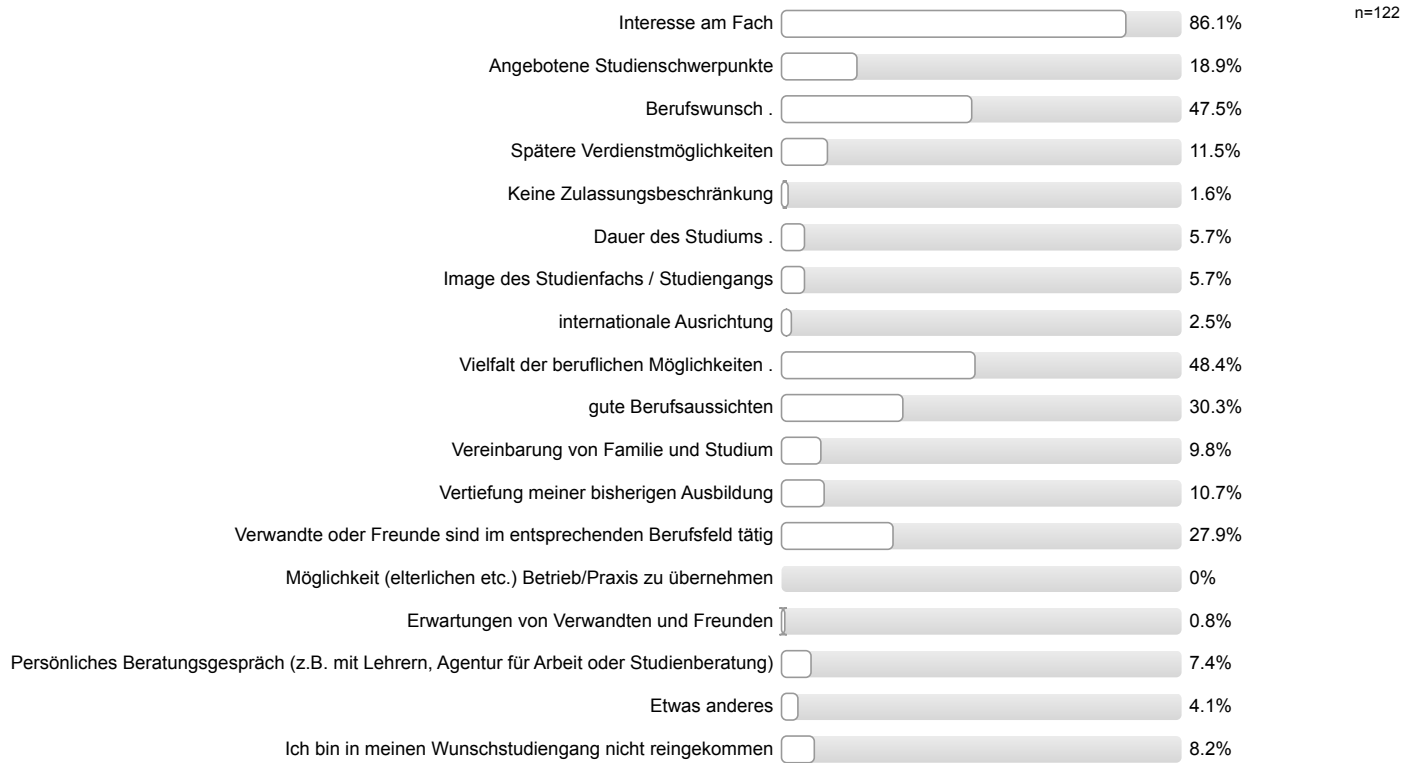 n=122
Interesse am Fach 86.1%
Angebotene Studienschwerpunkte 18.9%
Berufswunsch . 47.5%
Spätere Verdienstmöglichkeiten 11.5%
Keine Zulassungsbeschränkung 1.6%
Dauer des Studiums . 5.7%
Image des Studienfachs / Studiengangs 5.7%
internationale Ausrichtung 2.5%
Vielfalt der beruflichen Möglichkeiten . 48.4%
gute Berufsaussichten 30.3%
Vereinbarung von Familie und Studium 9.8%
Vertiefung meiner bisherigen Ausbildung 10.7%
Verwandte oder Freunde sind im entsprechenden Berufsfeld tätig 27.9%
Möglichkeit (elterlichen etc.) Betrieb/Praxis zu übernehmen 0%
Erwartungen von Verwandten und Freunden 0.8%
Persönliches Beratungsgespräch (z.B. mit Lehrern, Agentur für Arbeit oder Studienberatung) 7.4%
Etwas anderes 4.1%
Ich bin in meinen Wunschstudiengang nicht reingekommen 8.2%